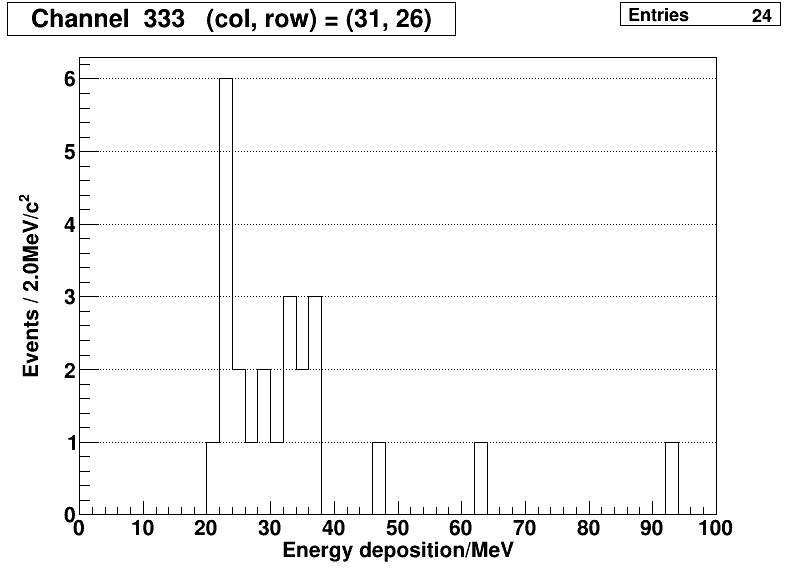 Channel 333 (col, row) = (31, 26)
Entries 24
6
5
4
3
2
1
0
Events / 2.0MeV/c²
0 10 20 30 40 50 60 70 80 90 100
Energy deposition/MeV